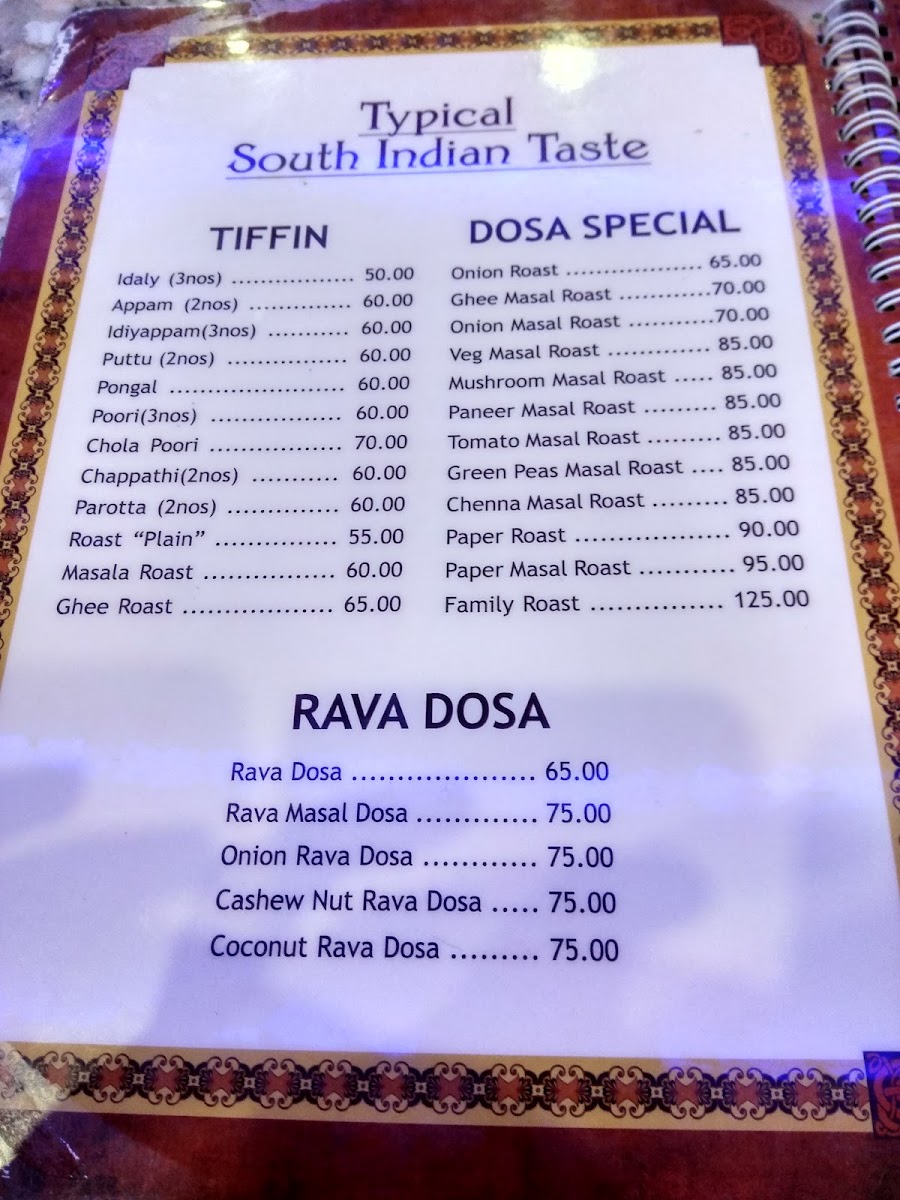 Typical
South Indian Taste
TIFFIN
Idaly (3nos) ................. 50.00
Appam (2nos) .............. 60.00
Idiyappam(3nos) ........... 60.00
Puttu (2nos) ................ 60.00
Pongal ....................... 60.00
Poori(3nos) ................. 60.00
Chola Poori ................. 70.00
Chappathi(2nos) ........... 60.00
Parotta (2nos) .............. 60.00
Roast “Plain” ................ 55.00
Masala Roast ................ 60.00
Ghee Roast ................... 65.00
DOSA SPECIAL
Onion Roast .................. 65.00
Ghee Masal Roast ............70.00
Onion Masal Roast ...........70.00
Veg Masal Roast ............. 85.00
Mushroom Masal Roast ..... 85.00
Paneer Masal Roast ......... 85.00
Tomato Masal Roast ......... 85.00
Green Peas Masal Roast .... 85.00
Chenna Masal Roast ......... 85.00
Paper Roast ................... 90.00
Paper Masal Roast ........... 95.00
Family Roast ................ 125.00
RAVA DOSA
Rava Dosa .................... 65.00
Rava Masal Dosa ............. 75.00
Onion Rava Dosa ............ 75.00
Cashew Nut Rava Dosa ..... 75.00
Coconut Rava Dosa ......... 75.00